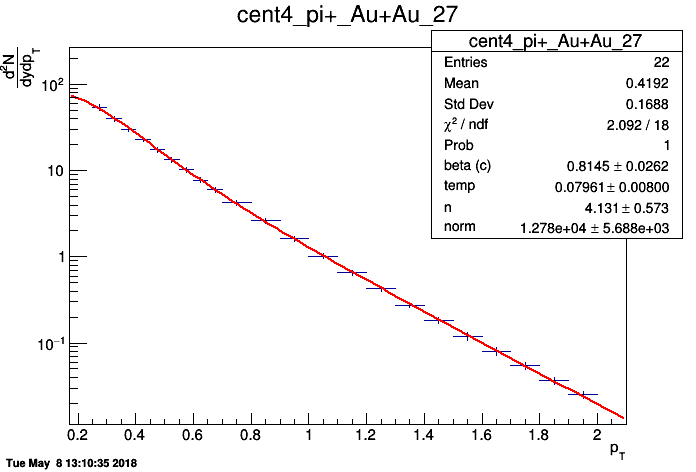 cent4_pi+_Au+Au_27
d²N
dydp_T
cent4_pi+_Au+Au_27
Entries 22
Mean 0.4192
Std Dev 0.1688
χ² / ndf 2.092 / 18
Prob 1
beta (c) 0.8145 ± 0.0262
temp 0.07961 ± 0.00800
n 4.131 ± 0.573
norm 1.278e+04 ± 5.688e+03
10²
10
1
10⁻¹
0.2 0.4 0.6 0.8 1 1.2 1.4 1.6 1.8 2
p_T
Tue May 8 13:10:35 2018